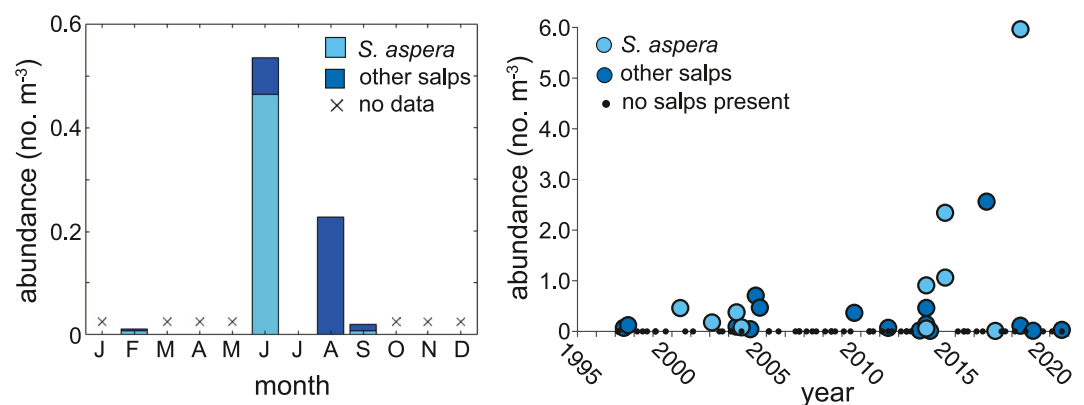 abundance (no. m⁻³)
0.6
0.4
0.2
0
S. aspera
other salps
no data
J F M A M J J A S O N D
month
abundance (no. m⁻³)
6.0
5.0
4.0
3.0
2.0
1.0
0
S. aspera
other salps
no salps present
1995 2000 2005 2010 2015 2020
year